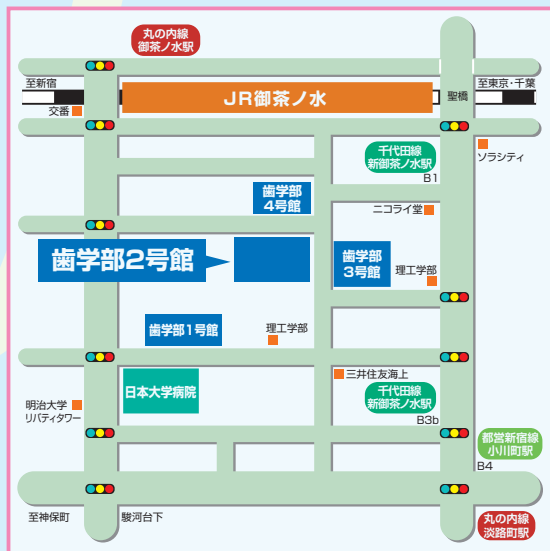 丸の内線
御茶ノ水駅
至新宿
至東京・千葉
JR御茶ノ水
聖橋
交番
千代田線
新御茶ノ水駅
B1
ソラシティ
歯学部
4号館
ニコライ堂
歯学部2号館
歯学部
3号館
理工学部
歯学部1号館
理工学部
三井住友海上
日本大学病院
千代田線
新御茶ノ水駅
B3b
明治大学
リバティタワー
都営新宿線
小川町駅
B4
至神保町
駿河台下
丸の内線
淡路町駅